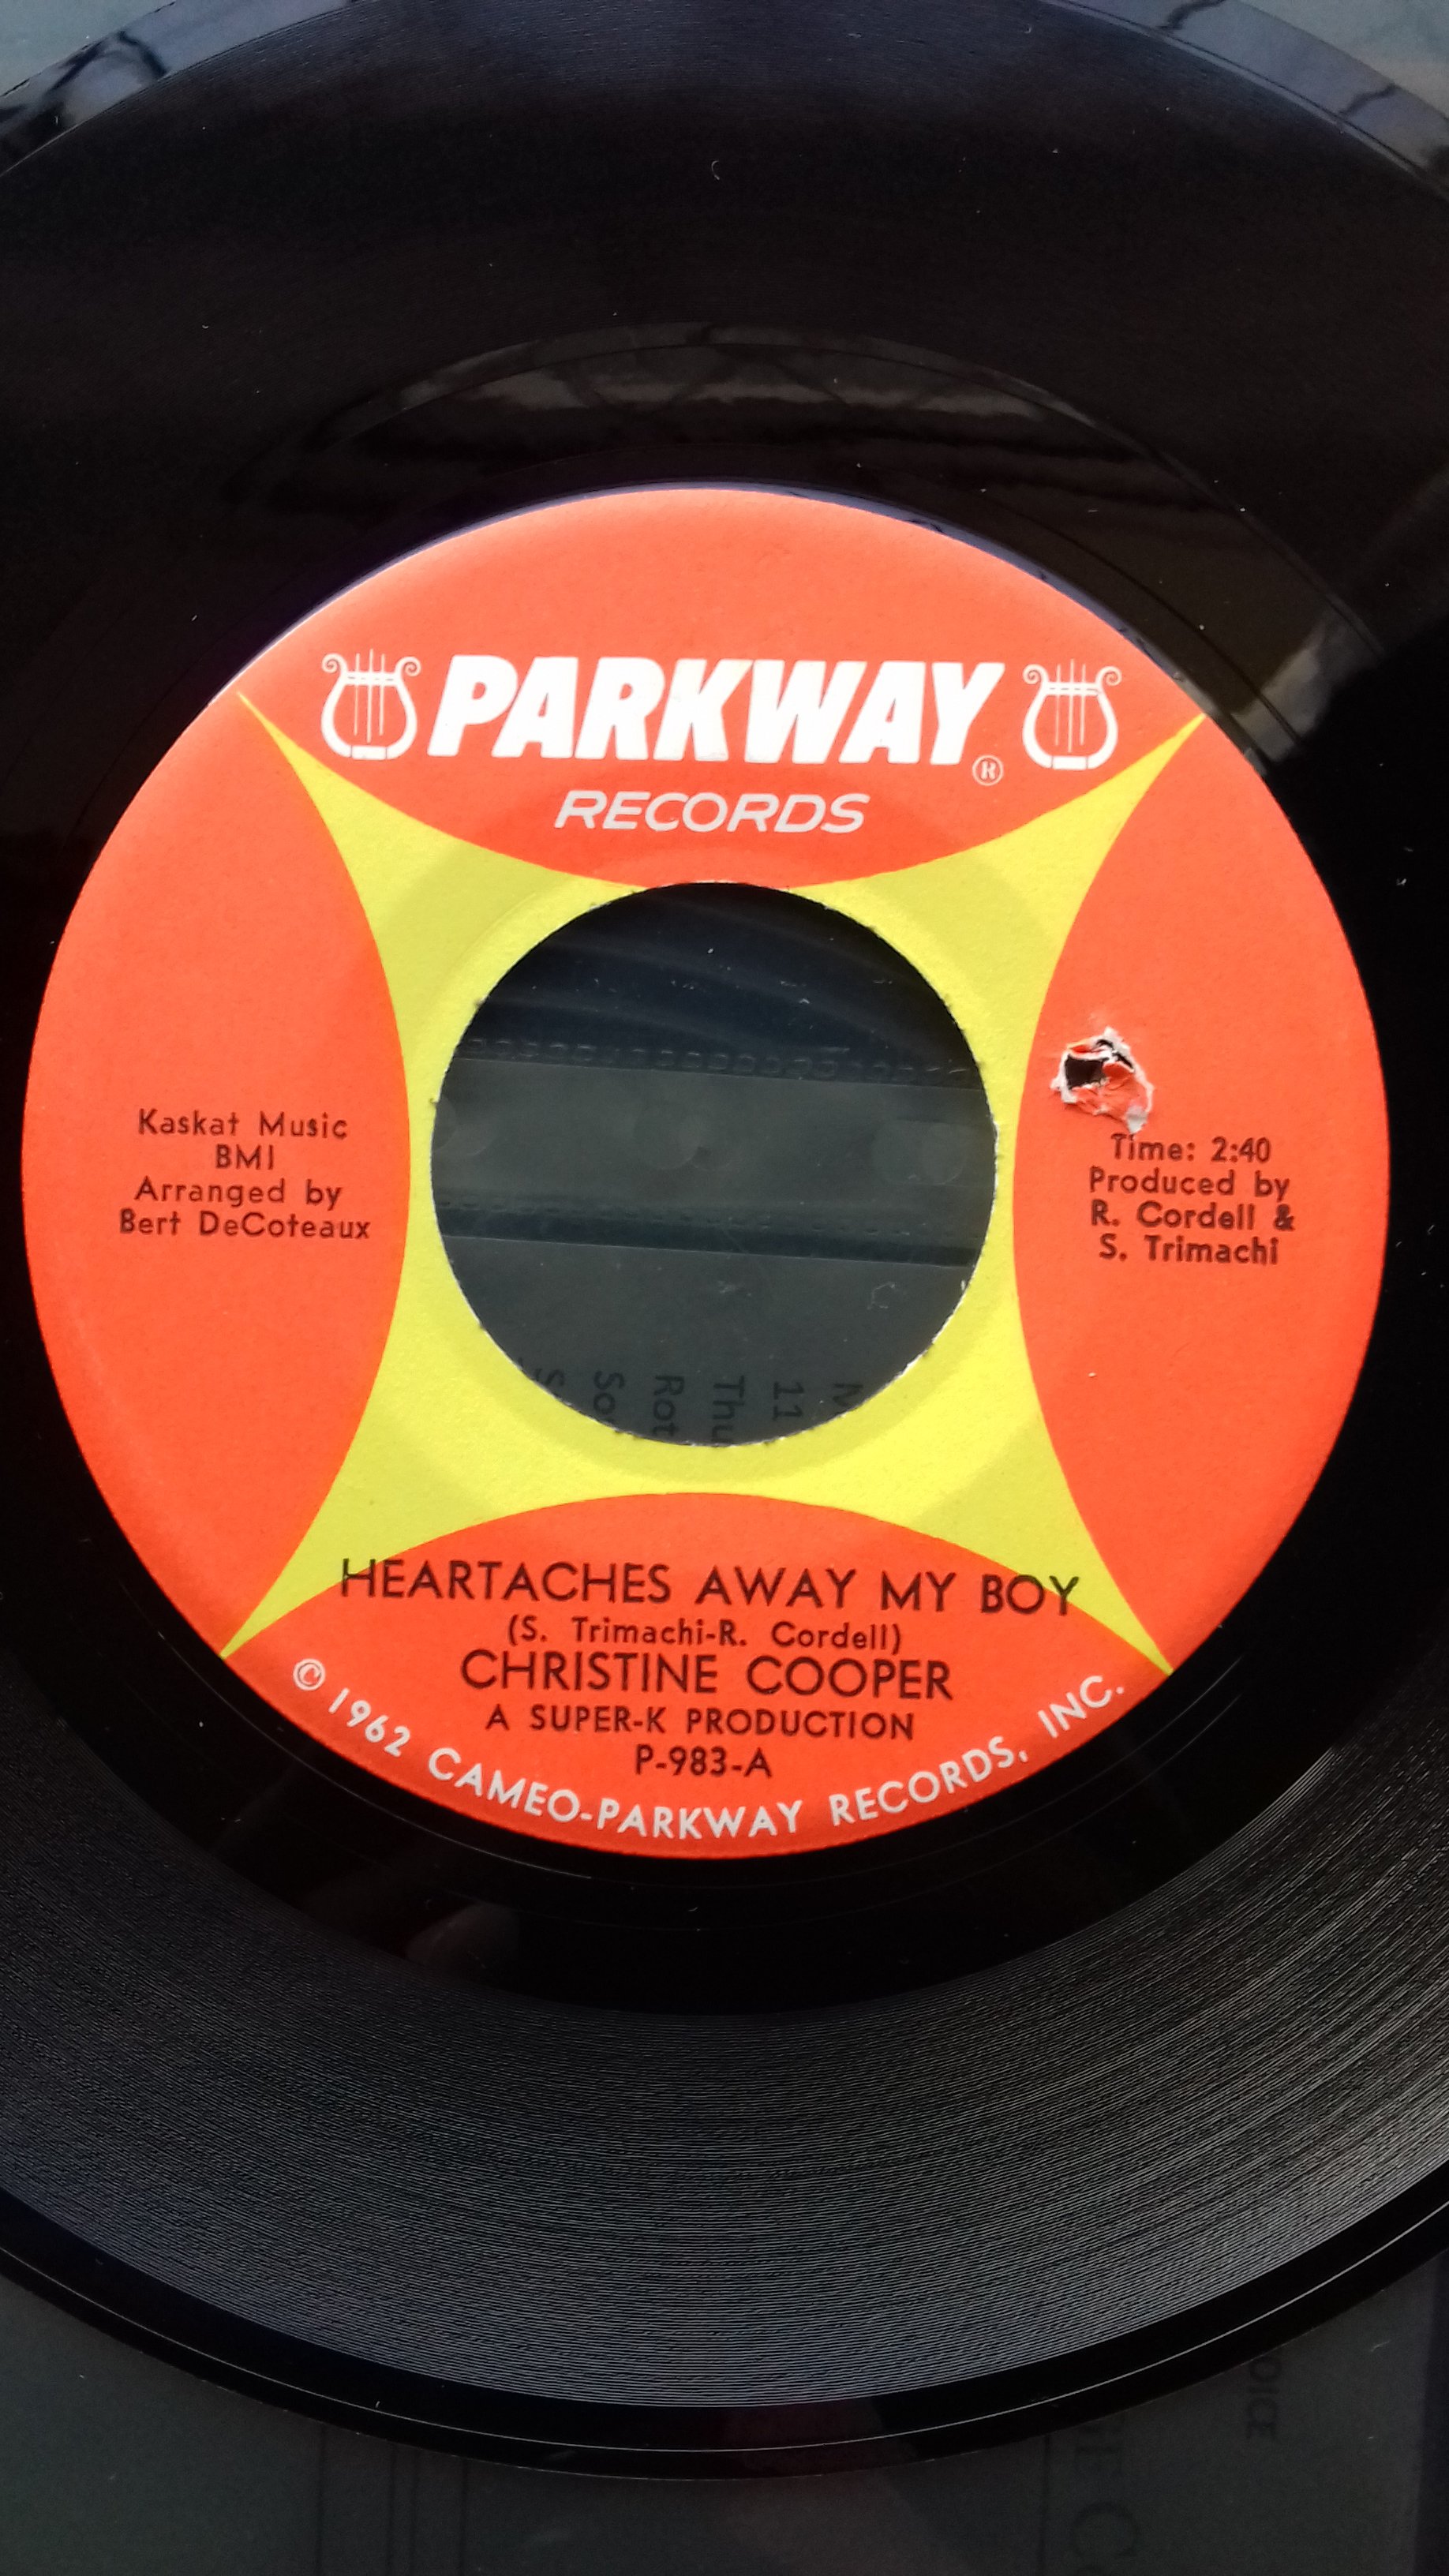 PARKWAY ®
RECORDS
Kaskat Music
BMI
Arranged by
Bert DeCoteaux
Time: 2:40
Produced by
R. Cordell &
S. Trimachi
HEARTACHES AWAY MY BOY
(S. Trimachi-R. Cordell)
CHRISTINE COOPER
A SUPER-K PRODUCTION
P-983-A
© 1962 CAMEO-PARKWAY RECORDS, INC.
11